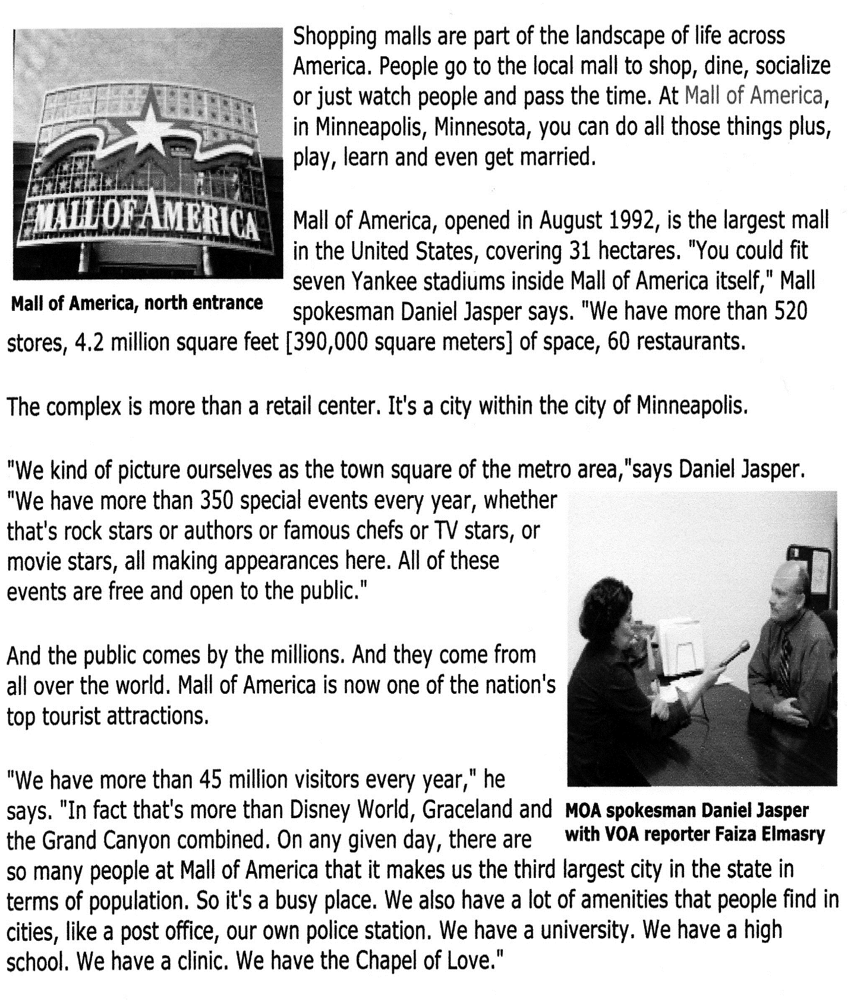 Shopping malls are part of the landscape of life across
America. People go to the local mall to shop, dine, socialize
or just watch people and pass the time. At Mall of America,
in Minneapolis, Minnesota, you can do all those things plus,
play, learn and even get married.
MALL OF AMERICA
Mall of America, north entrance
Mall of America, opened in August 1992, is the largest mall
in the United States, covering 31 hectares. "You could fit
seven Yankee stadiums inside Mall of America itself," Mall
spokesman Daniel Jasper says. "We have more than 520
stores, 4.2 million square feet [390,000 square meters] of space, 60 restaurants.
The complex is more than a retail center. It's a city within the city of Minneapolis.
"We kind of picture ourselves as the town square of the metro area,"says Daniel Jasper.
"We have more than 350 special events every year, whether
that's rock stars or authors or famous chefs or TV stars, or
movie stars, all making appearances here. All of these
events are free and open to the public."
And the public comes by the millions. And they come from
all over the world. Mall of America is now one of the nation's
top tourist attractions.
"We have more than 45 million visitors every year," he
says. "In fact that's more than Disney World, Graceland and
the Grand Canyon combined. On any given day, there are
MOA spokesman Daniel Jasper
with VOA reporter Faiza Elmasry
so many people at Mall of America that it makes us the third largest city in the state in
terms of population. So it's a busy place. We also have a lot of amenities that people find in
cities, like a post office, our own police station. We have a university. We have a high
school. We have a clinic. We have the Chapel of Love."